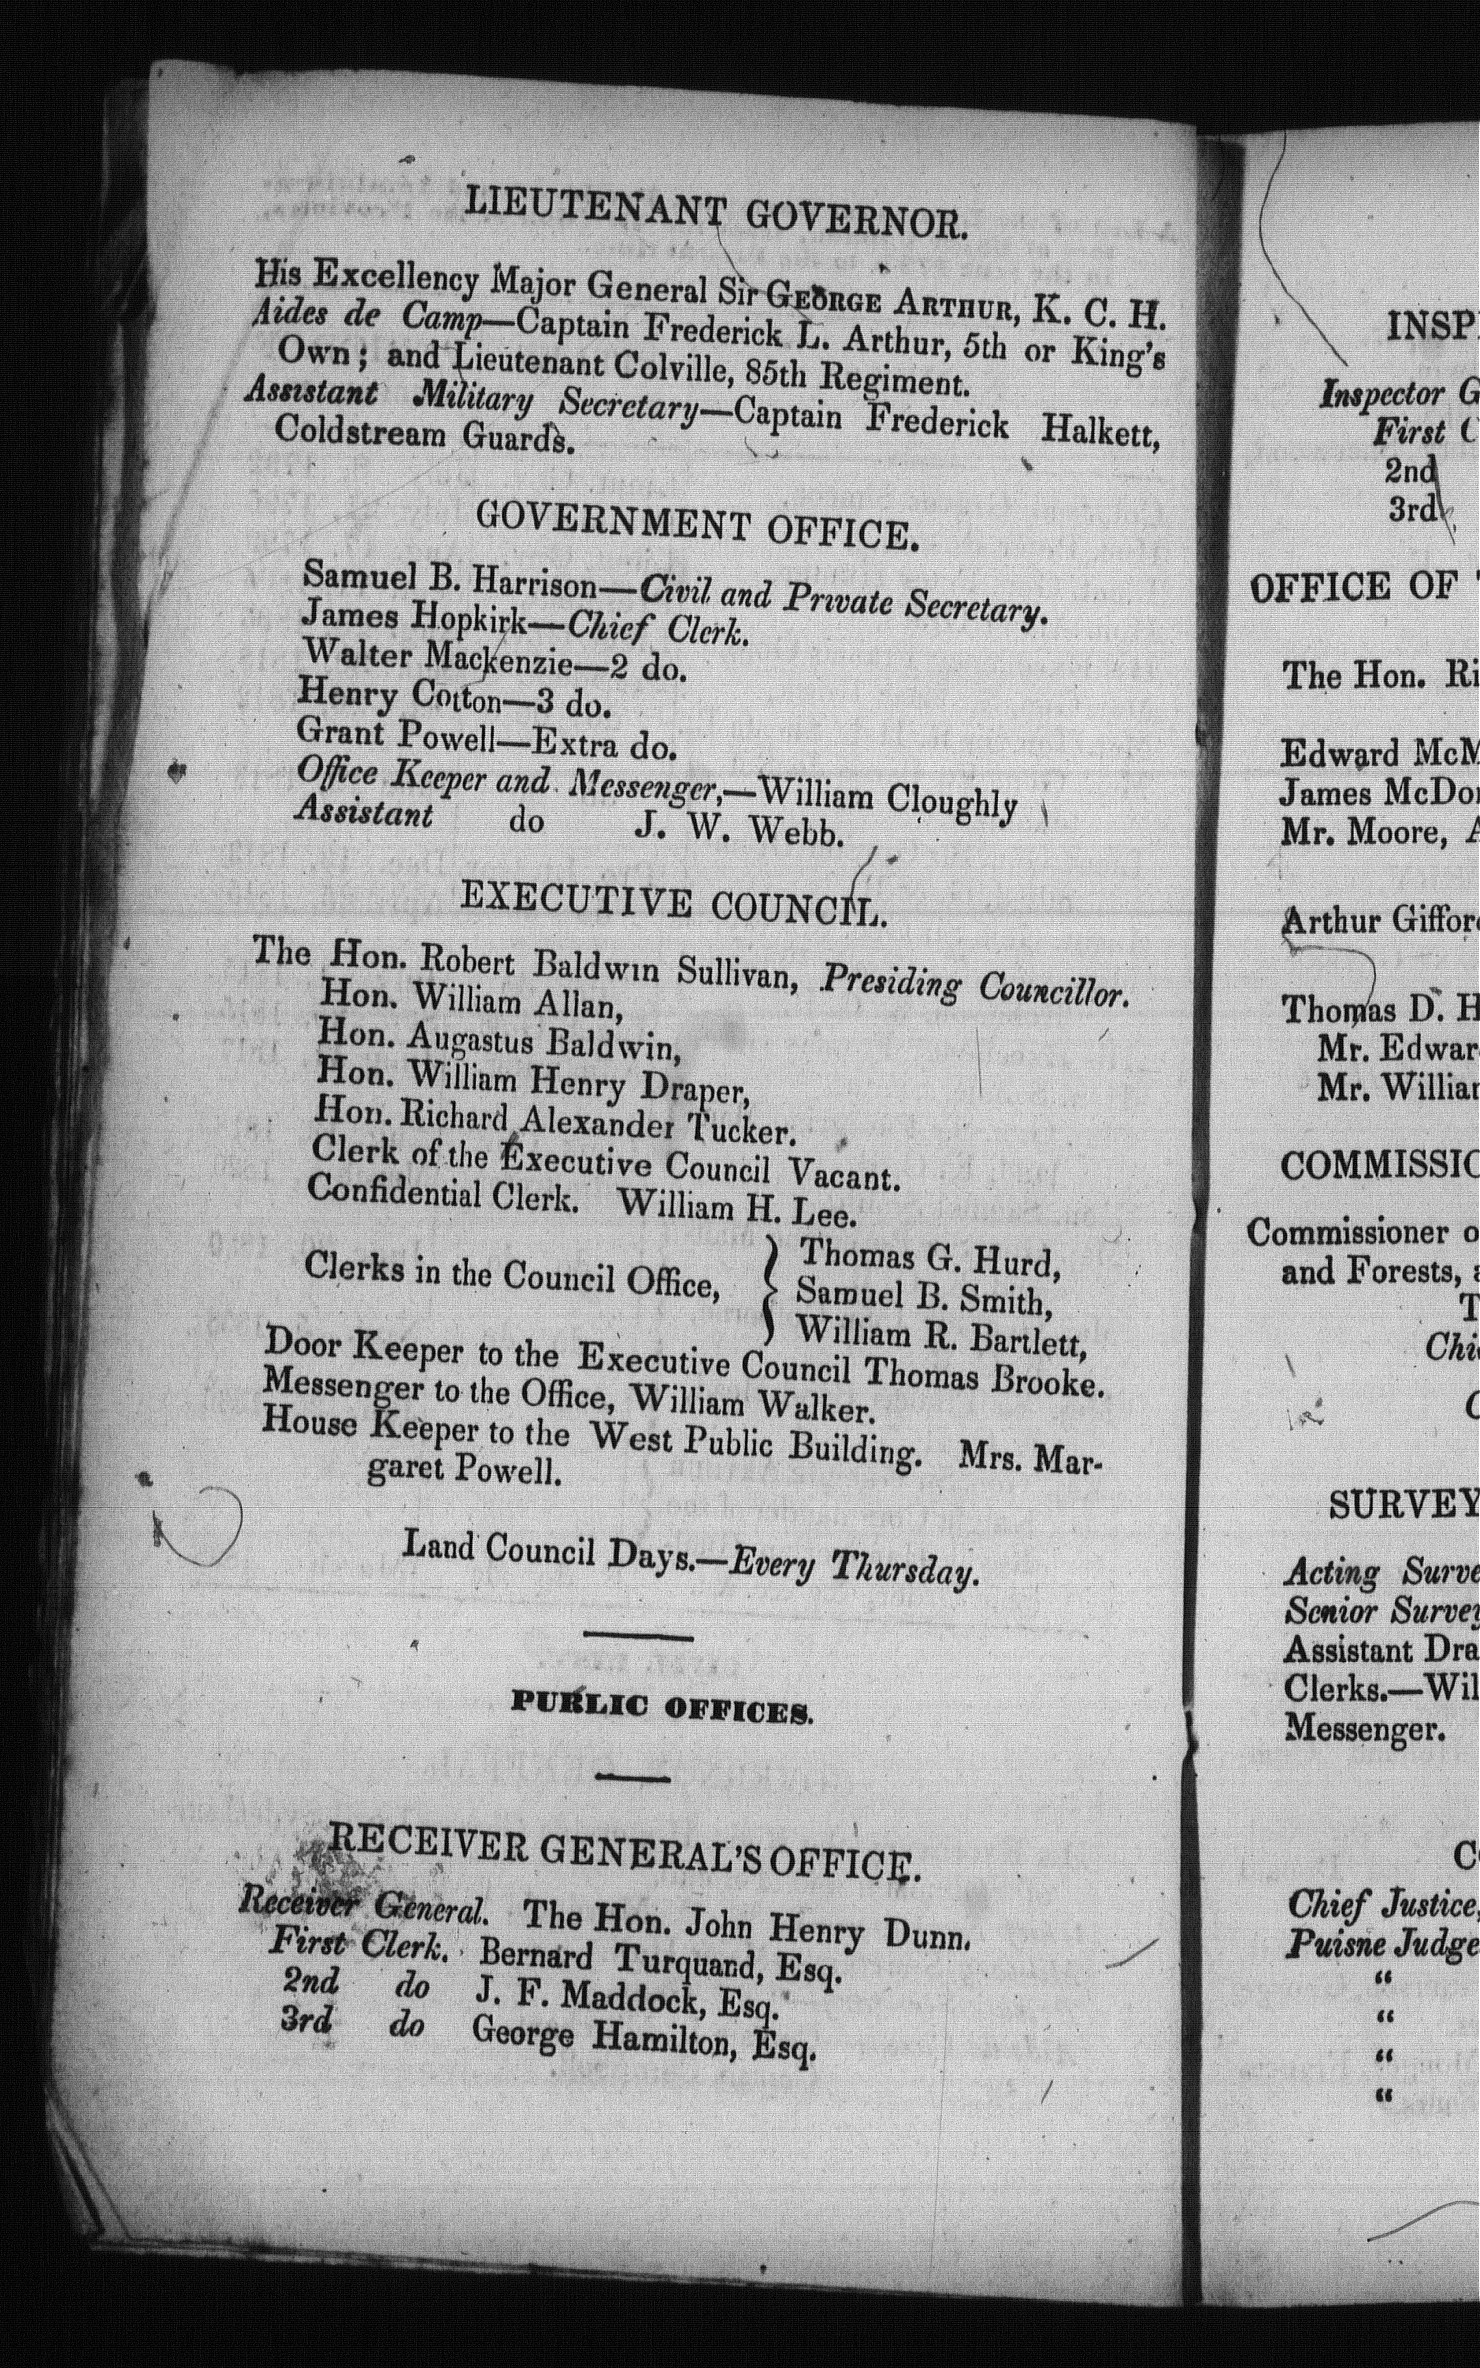 LIEUTENANT GOVERNOR.
His Excellency Major General Sir GEORGE ARTHUR, K. C. H.
Aides de Camp—Captain Frederick L. Arthur, 5th or King's
Own; and Lieutenant Colville, 85th Regiment.
Assistant Military Secretary—Captain Frederick Halkett,
Coldstream Guards.
GOVERNMENT OFFICE.
Samuel B. Harrison—Civil and Private Secretary.
James Hopkirk—Chief Clerk.
Walter Mackenzie—2 do.
Henry Cotton—3 do.
Grant Powell—Extra do.
Office Keeper and Messenger,—William Cloughly
Assistant do J. W. Webb.
EXECUTIVE COUNCIL.
The Hon. Robert Baldwin Sullivan, Presiding Councillor.
Hon. William Allan,
Hon. Augastus Baldwin,
Hon. William Henry Draper,
Hon. Richard Alexander Tucker.
Clerk of the Executive Council Vacant.
Confidential Clerk. William H. Lee.
Clerks in the Council Office, } Thomas G. Hurd,
Samuel B. Smith,
William R. Bartlett,
Door Keeper to the Executive Council Thomas Brooke.
Messenger to the Office, William Walker.
House Keeper to the West Public Building. Mrs. Mar-
garet Powell.
Land Council Days.—Every Thursday.
PUBLIC OFFICES.
RECEIVER GENERAL'S OFFICE.
Receiver General. The Hon. John Henry Dunn.
First Clerk. Bernard Turquand, Esq.
2nd do J. F. Maddock, Esq.
3rd do George Hamilton, Esq.
INSP
Inspector G
First C
2nd
3rd
OFFICE OF
The Hon. Ri
Edward McM
James McDo
Mr. Moore, A
Arthur Giffor
Thomas D. H
Mr. Edwar
Mr. Willia
COMMISSIO
Commissioner o
and Forests, a
T
Chi
C
SURVEY
Acting Surve
Senior Survey
Assistant Dra
Clerks.—Wil
Messenger.
C
Chief Justice,
Puisne Judge
"
"
"
"